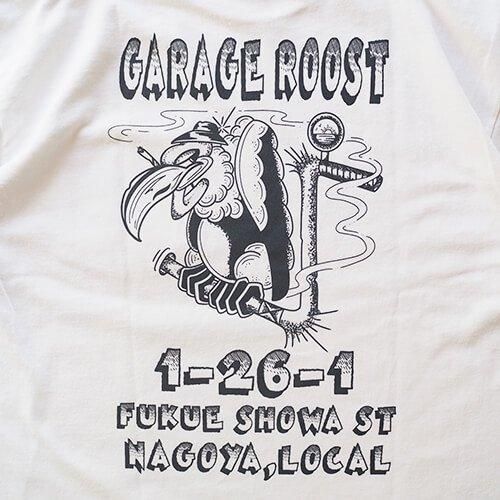 GARAGE ROOST
1-26-1
FUKUE SHOWA ST
NAGOYA,LOCAL